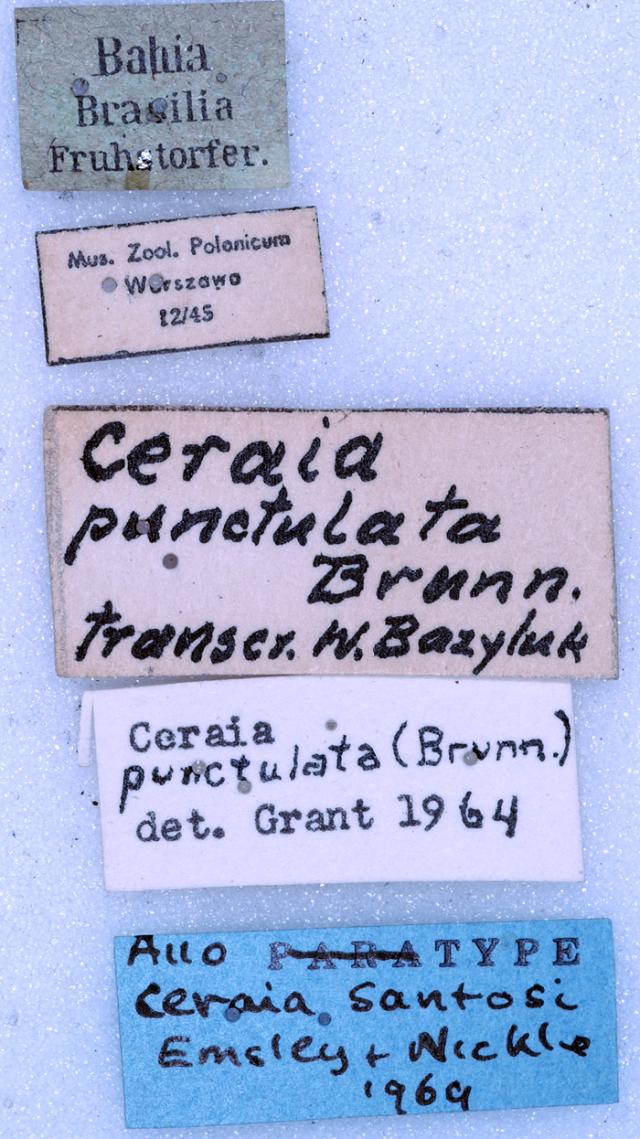 Bahia
Brasilia
Fruhstorfer.
Mus. Zool. Polonicum
Warszawa
12/45
Ceraia
punctulata
Brunn.
transcr. W. Bazyluk
Ceraia
punctulata (Brunn.)
det. Grant 1964
Allo PARATYPE
Ceraia santosi
Emsley + Nickle
1969